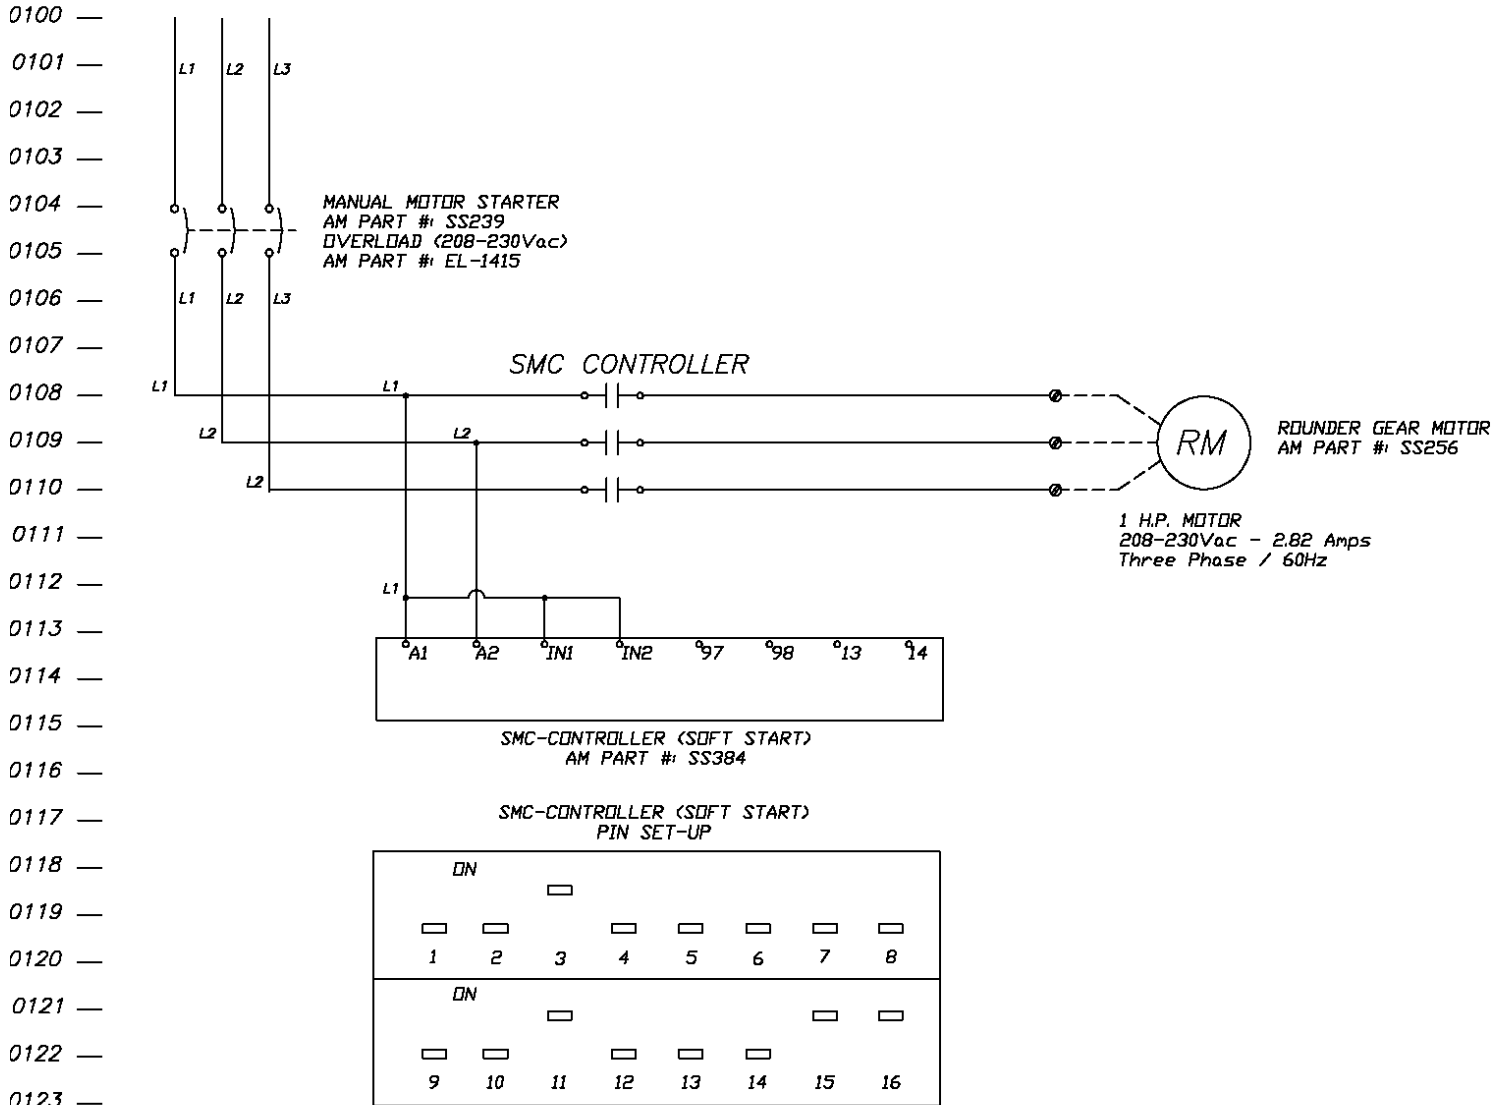 0100
0101
L1 L2 L3
0102
0103
0104
MANUAL MOTOR STARTER
AM PART #: SS239
OVERLOAD (208-230Vac)
AM PART #: EL-1415
0105
0106
L1 L2 L3
0107
SMC CONTROLLER
0108
L1 L1
0109
L2 L2
RM
ROUNDER GEAR MOTOR
AM PART #: SS256
0110
L2
0111
1 H.P. MOTOR
208-230Vac - 2.82 Amps
Three Phase / 60Hz
0112
L1
0113
A1 A2 IN1 IN2 97 98 13 14
0114
0115
SMC-CONTROLLER (SOFT START)
AM PART #: SS384
0116
0117
SMC-CONTROLLER (SOFT START)
PIN SET-UP
0118
ON
0119
0120
1 2 3 4 5 6 7 8
0121
ON
0122
9 10 11 12 13 14 15 16
0123